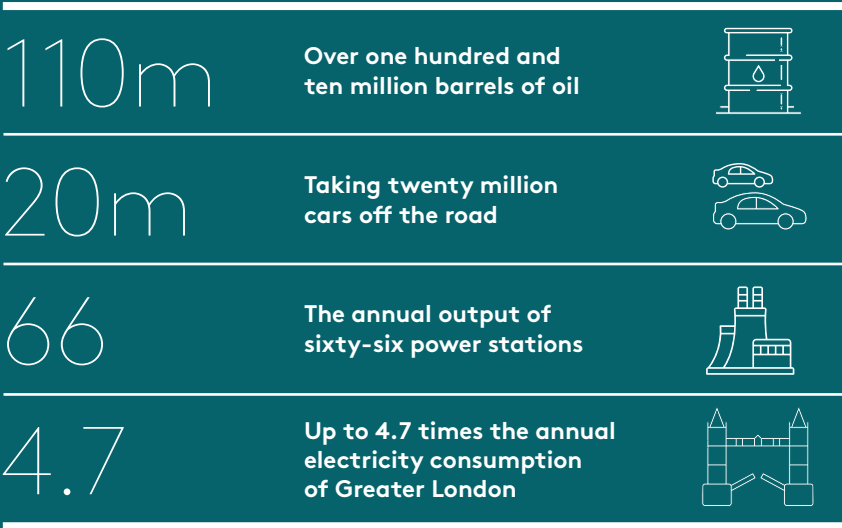 110m
Over one hundred and
ten million barrels of oil
20m
Taking twenty million
cars off the road
66
The annual output of
sixty-six power stations
4.7
Up to 4.7 times the annual
electricity consumption
of Greater London